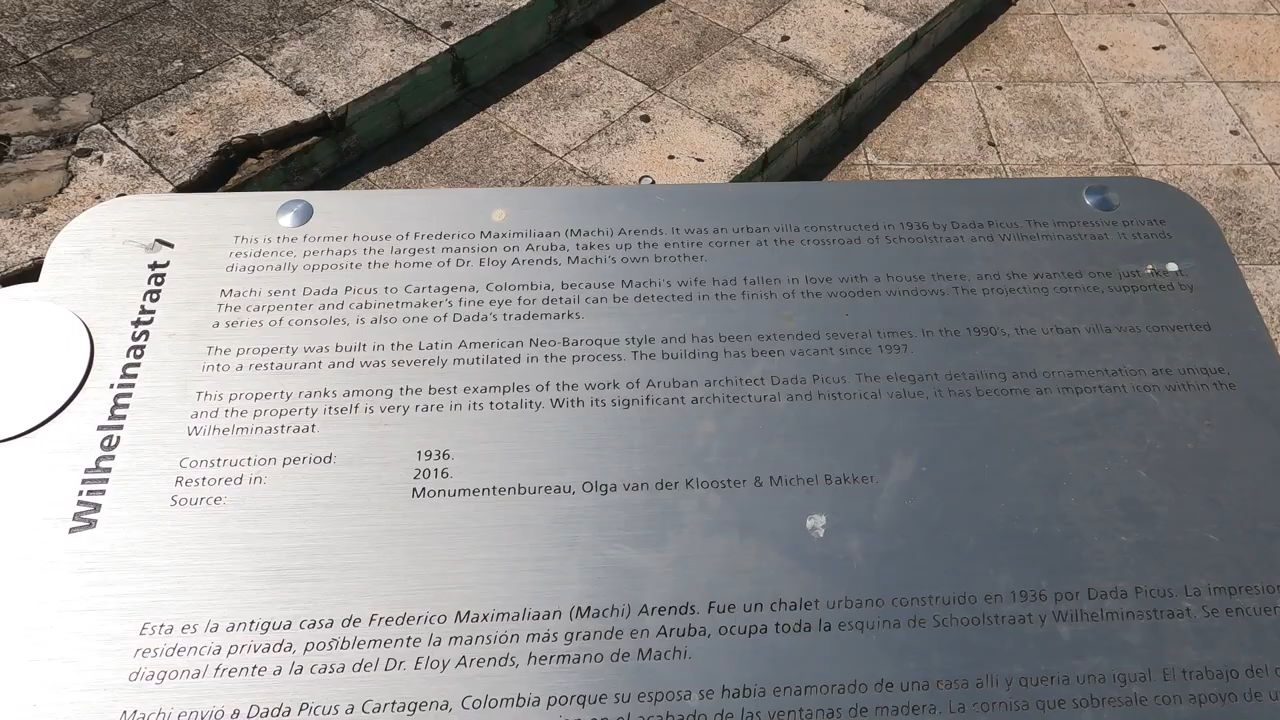 Wilhelminastraat 7
This is the former house of Frederico Maximiliaan (Machi) Arends. It was an urban villa constructed in 1936 by Dada Picus. The impressive private
residence, perhaps the largest mansion on Aruba, takes up the entire corner at the crossroad of Schoolstraat and Wilhelminastraat. It stands
diagonally opposite the home of Dr. Eloy Arends, Machi's own brother.
Machi sent Dada Picus to Cartagena, Colombia, because Machi's wife had fallen in love with a house there, and she wanted one just like it.
The carpenter and cabinetmaker's fine eye for detail can be detected in the finish of the wooden windows. The projecting cornice, supported by
a series of consoles, is also one of Dada's trademarks.
The property was built in the Latin American Neo-Baroque style and has been extended several times. In the 1990's, the urban villa was converted
into a restaurant and was severely mutilated in the process. The building has been vacant since 1997.
This property ranks among the best examples of the work of Aruban architect Dada Picus. The elegant detailing and ornamentation are unique,
and the property itself is very rare in its totality. With its significant architectural and historical value, it has become an important icon within the
Wilhelminastraat.
Construction period: 1936.
Restored in: 2016.
Source: Monumentenbureau, Olga van der Klooster & Michel Bakker.
Esta es la antigua casa de Frederico Maximaliaan (Machi) Arends. Fue un chalet urbano construido en 1936 por Dada Picus. La
residencia privada, posiblemente la mansión más grande en Aruba, ocupa toda la esquina de Schoolstraat y Wilhelminastraat. Se
diagonal frente a la casa del Dr. Eloy Arends, hermano de Machi.
Machi envió a Dada Picus a Cartagena, Colombia porque su esposa se habia enamorado de una casa alli y queria una igual. El trabajo del
en el acabado de las ventanas de madera. La cornisa que sobresale con apoyo de